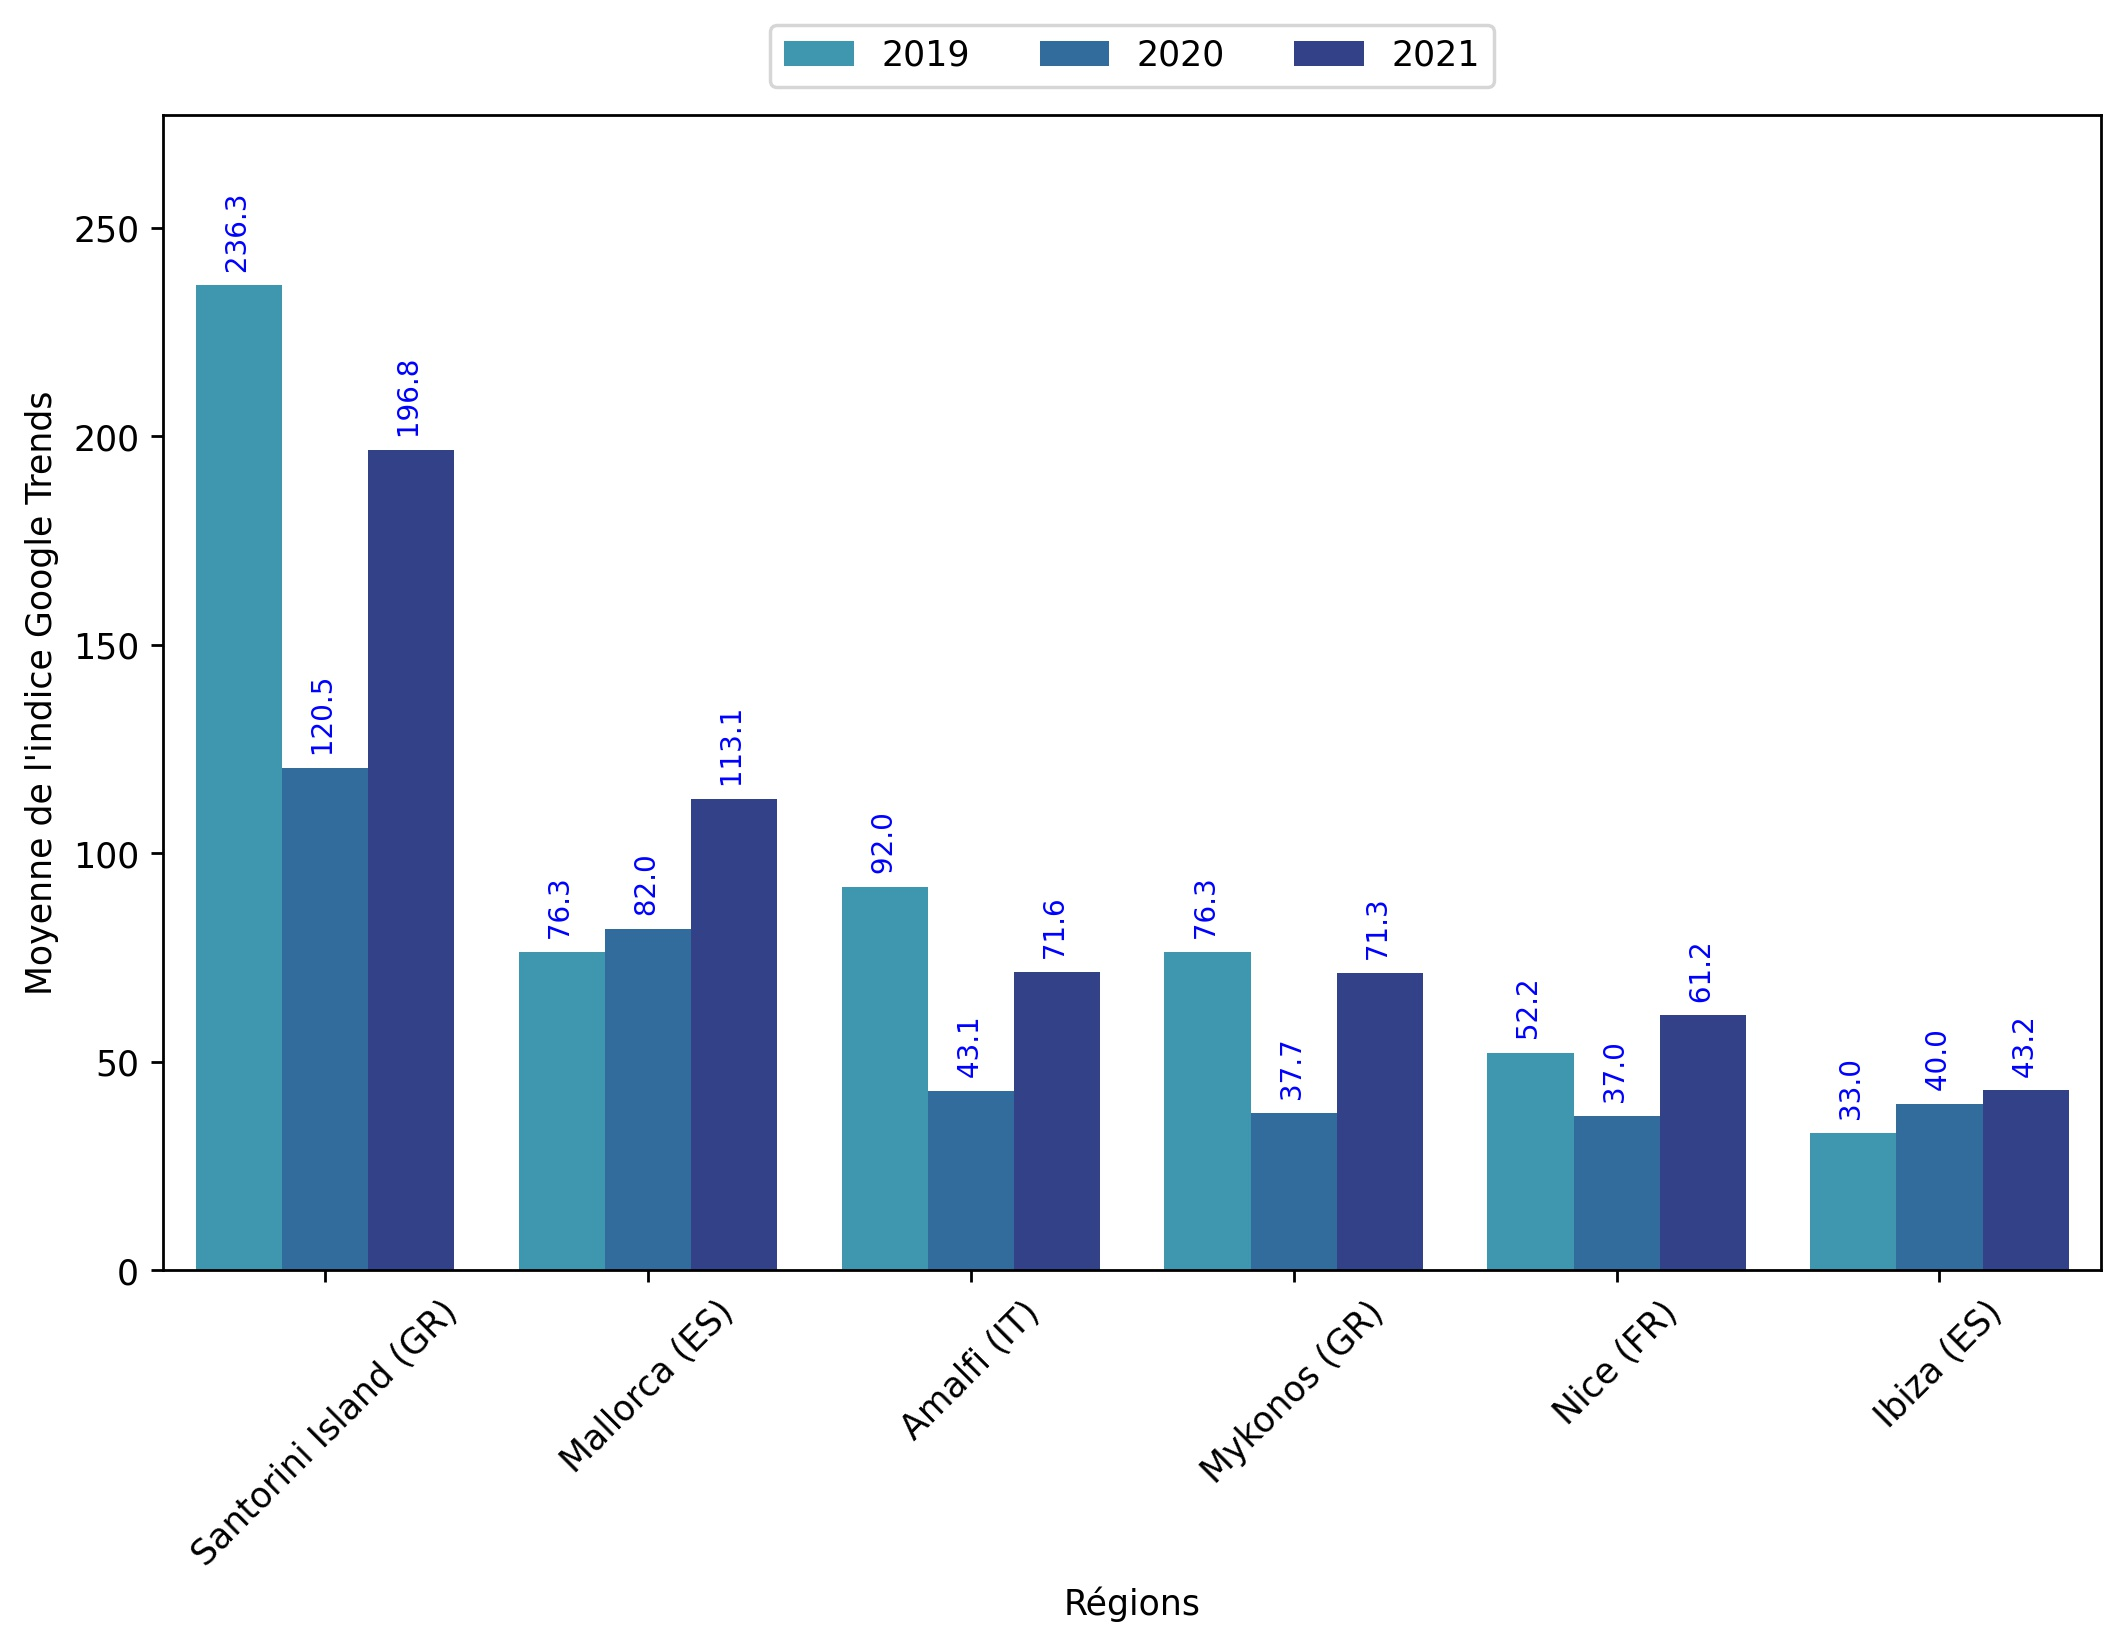 2019 2020 2021
Moyenne de l'indice Google Trends
250
200
150
100
50
0
236.3 120.5 196.8
76.3 82.0 113.1
92.0 43.1 71.6
76.3 37.7 71.3
52.2 37.0 61.2
33.0 40.0 43.2
Santorini Island (GR)
Mallorca (ES)
Amalfi (IT)
Mykonos (GR)
Nice (FR)
Ibiza (ES)
Régions